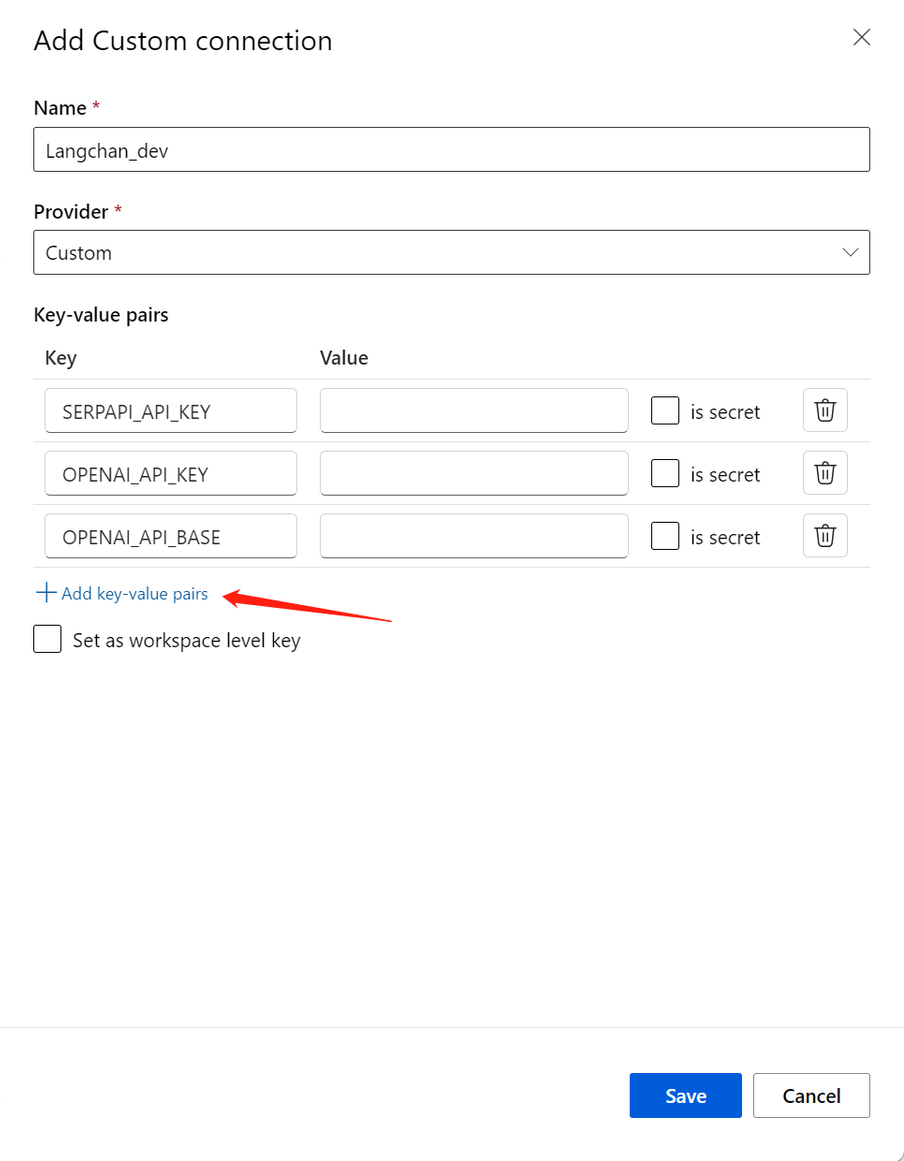 Add Custom connection
Name *
Langchan_dev
Provider *
Custom
Key-value pairs
Key Value
SERPAPI_API_KEY is secret
OPENAI_API_KEY is secret
OPENAI_API_BASE is secret
Add key-value pairs
Set as workspace level key
Save Cancel